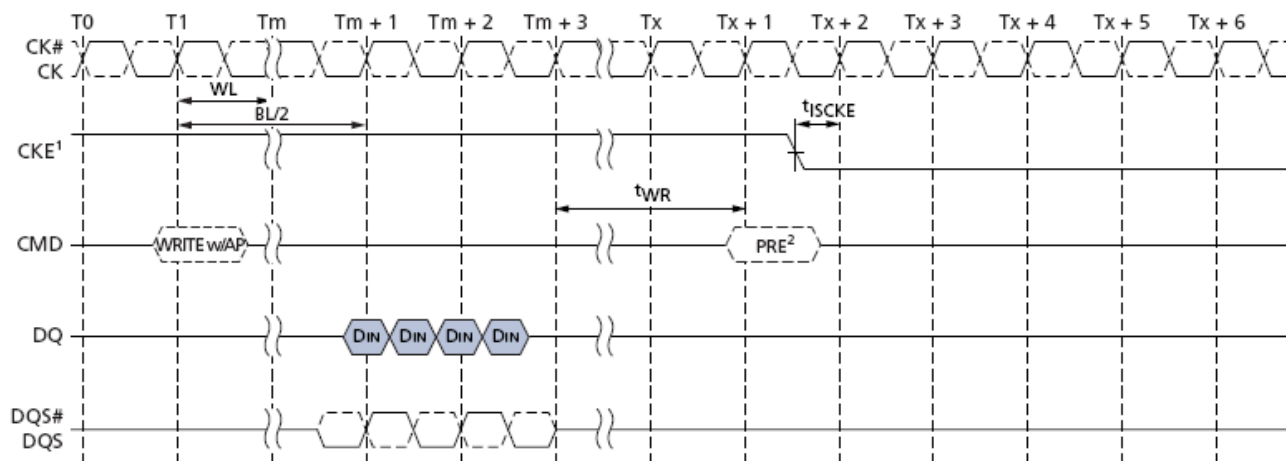 T0 T1 Tm Tm + 1 Tm + 2 Tm + 3 Tx Tx + 1 Tx + 2 Tx + 3 Tx + 4 Tx + 5 Tx + 6
CK#
CK
WL
BL/2
tISCKE
CKE1
tWR
CMD WRITE w/AP PRE2
DQ DIN DIN DIN DIN
DQS#
DQS